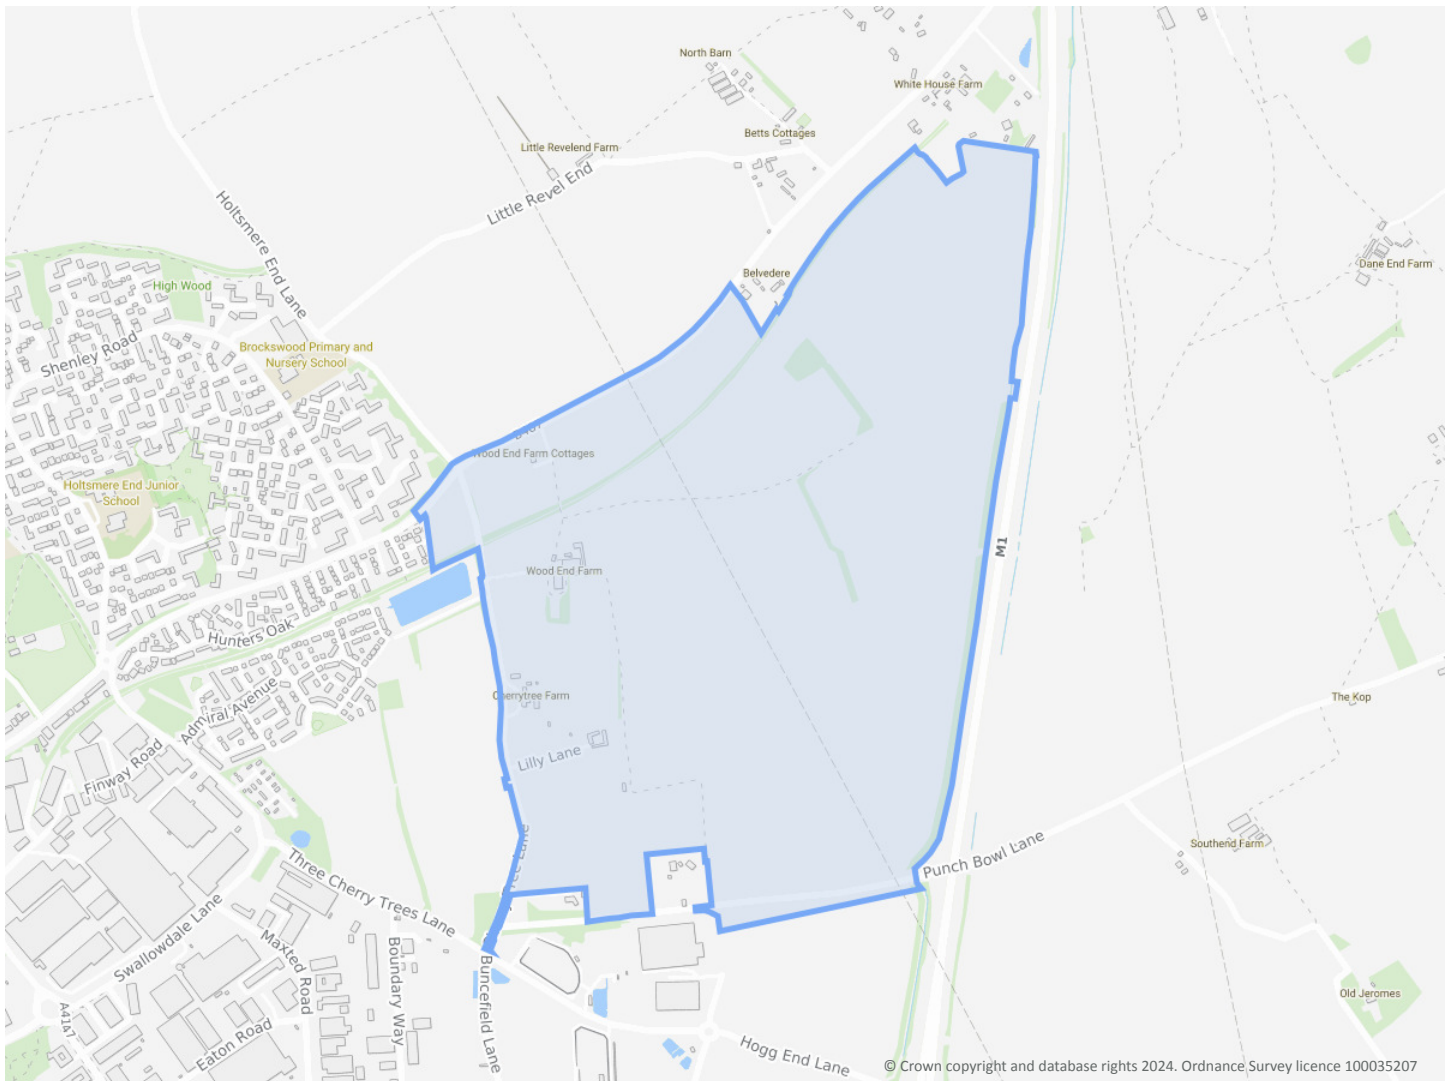 North Barn
White House Farm
Betts Cottages
Little Revelend Farm
Little Revel End
Holtsmere End Lane
Dane End Farm
Belvedere
High Wood
Brockswood Primary and
Nursery School
Shenley Road
Wood End Farm Cottages
Holtsmere End Junior
School
M1
Wood End Farm
Hunters Oak
Cherrytree Farm
The Kop
Admiral Avenue
Lilly Lane
Finway Road
Tree Lane
Southend Farm
Punch Bowl Lane
Three Cherry Trees Lane
Swallowdale Lane
Maxted Road
Boundary Way
Buncefield Lane
Old Jeromes
A4147
Eaton Road
Hogg End Lane
© Crown copyright and database rights 2024. Ordnance Survey licence 100035207